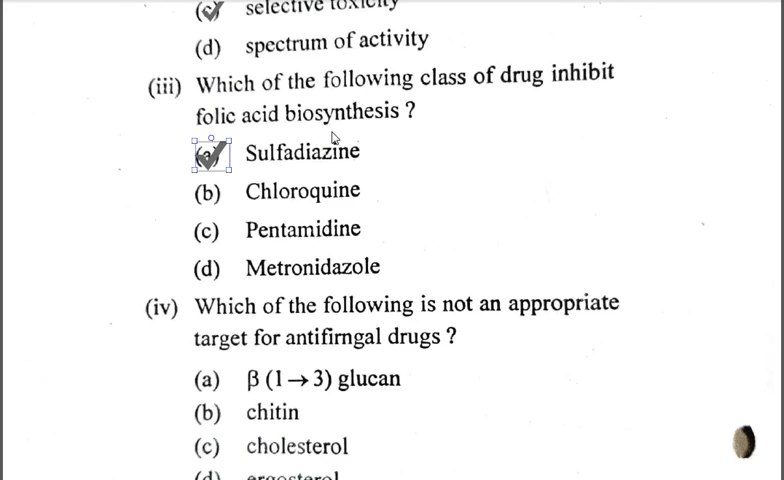 (c) selective toxicity
(d) spectrum of activity
(iii) Which of the following class of drug inhibit
folic acid biosynthesis ?
(a) Sulfadiazine
(b) Chloroquine
(c) Pentamidine
(d) Metronidazole
(iv) Which of the following is not an appropriate
target for antifirngal drugs ?
(a) β (1 → 3) glucan
(b) chitin
(c) cholesterol
(d) ergosterol